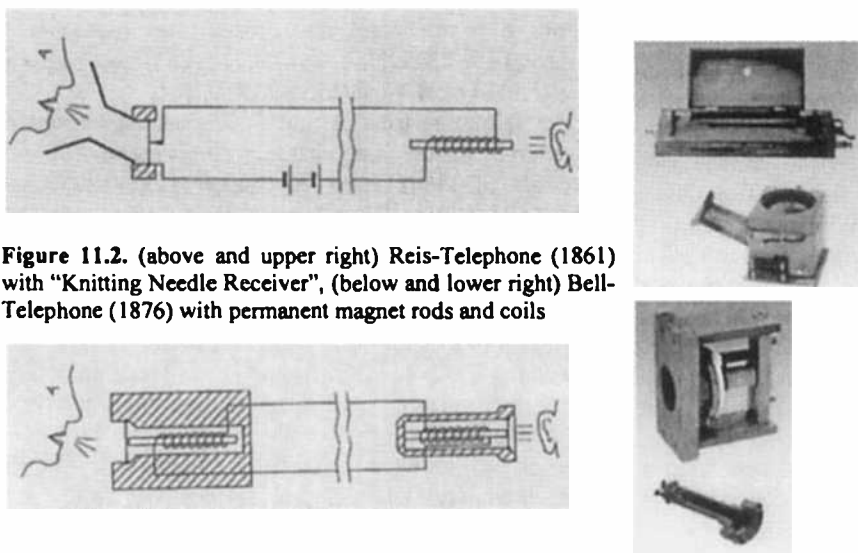 Figure 11.2. (above and upper right) Reis-Telephone (1861)
with “Knitting Needle Receiver”, (below and lower right) Bell-
Telephone (1876) with permanent magnet rods and coils